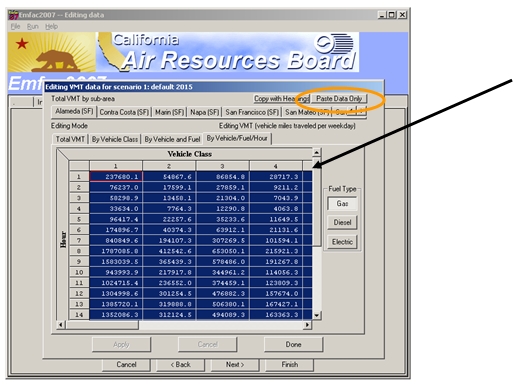 Emfac2007 -- Editing data
File Run Help
California
Air Resources Board
Emf
Editing VMT data for scenario 1: default 2015
Total VMT by sub-area Copy with Headings Paste Data Only
Alameda (SF) Contra Costa (SF) Marin (SF) Napa (SF) San Francisco (SF) San Mateo (SF)
Editing Mode Editing VMT (vehicle miles traveled per weekday)
Total VMT By Vehicle Class By Vehicle and Fuel By Vehicle/Fuel/Hour
Vehicle Class
1 2 3 4
1 237680.1 54867.6 86854.8 28717.3
2 76237.0 17599.1 27859.1 9211.2
3 58298.9 13458.1 21304.0 7043.9
4 33634.0 7764.3 12290.8 4063.8
5 96417.4 22257.6 35233.6 11649.5
6 174896.7 40374.3 63912.1 21131.6
7 840849.6 194107.3 307269.5 101594.1
8 1787085.8 412542.6 653050.1 215921.3
9 1583039.5 365439.3 578486.0 191267.8
10 943993.9 217917.8 344961.2 114056.3
11 1024715.4 236552.0 374459.1 123809.3
12 1304998.6 301254.5 476882.3 157674.0
13 1385720.1 319888.8 506380.1 167427.1
14 1352086.3 312124.5 494089.3 163363.3
Hour
Fuel Type
Gas
Diesel
Electric
Apply Cancel Done
Cancel < Back Next > Finish